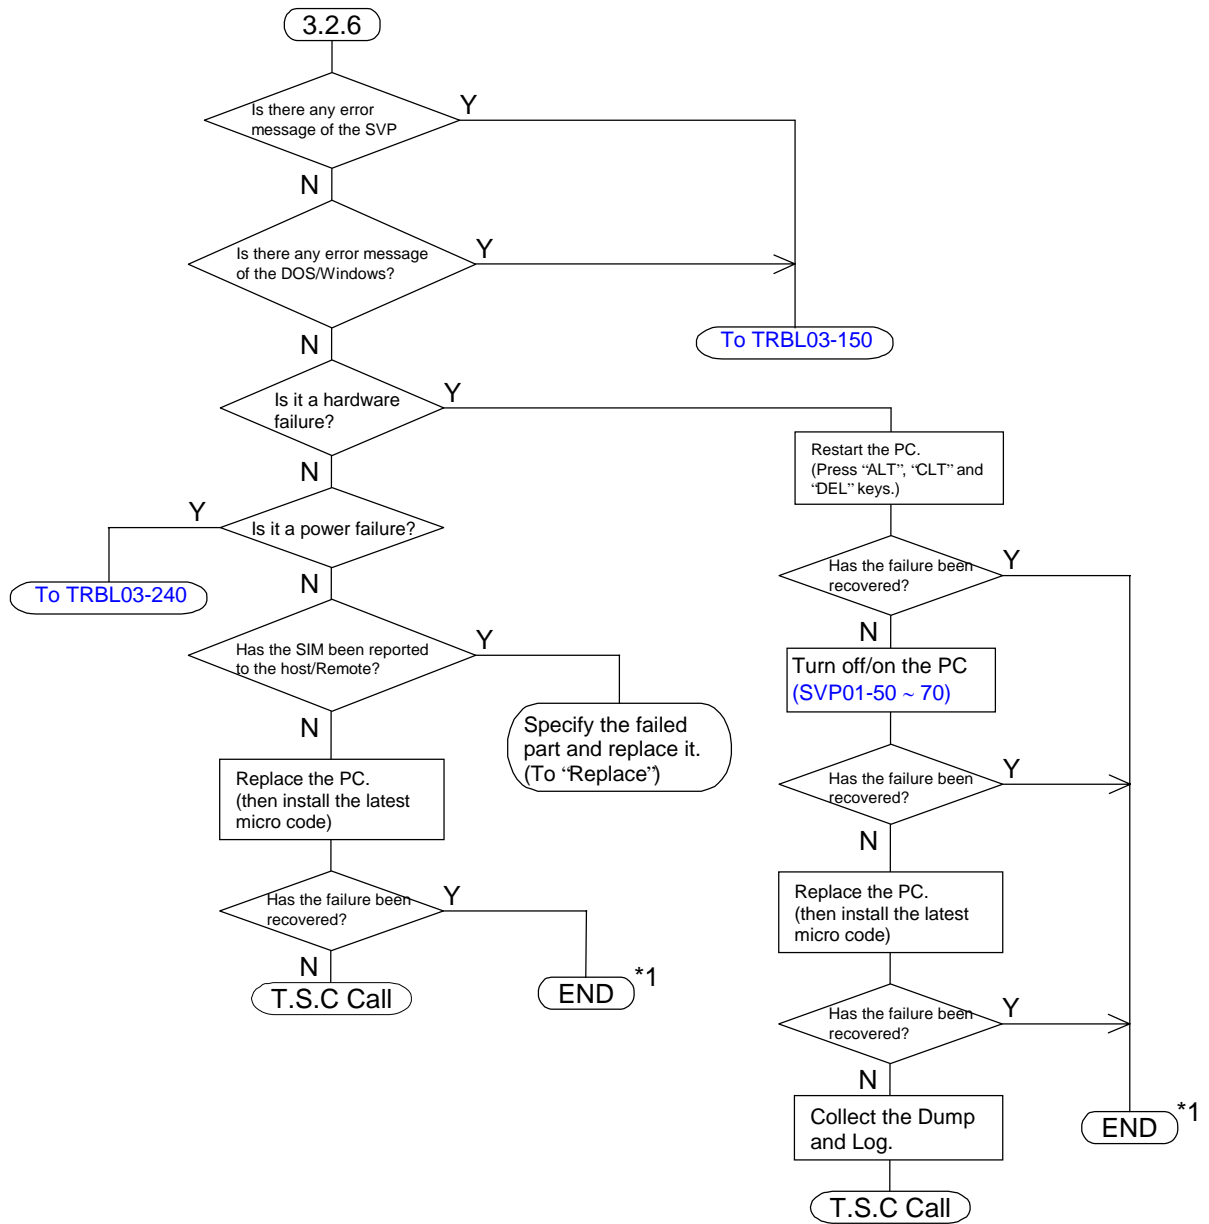 3.2.6
Is there any error
message of the SVP
Y
N
Is there any error message
of the DOS/Windows?
Y
N
To TRBL03-150
Is it a hardware
failure?
Y
N
Restart the PC.
(Press “ALT”, “CLT” and
“DEL” keys.)
Is it a power failure?
Y
N
To TRBL03-240
Has the failure been
recovered?
Y
N
Has the SIM been reported
to the host/Remote?
Y
N
Turn off/on the PC
(SVP01-50 ~ 70)
Specify the failed
part and replace it.
(To “Replace”)
Has the failure been
recovered?
Y
N
Replace the PC.
(then install the latest
micro code)
Has the failure been
recovered?
Y
N
T.S.C Call
END
*1
Replace the PC.
(then install the latest
micro code)
Has the failure been
recovered?
Y
N
Collect the Dump
and Log.
END
*1
T.S.C Call